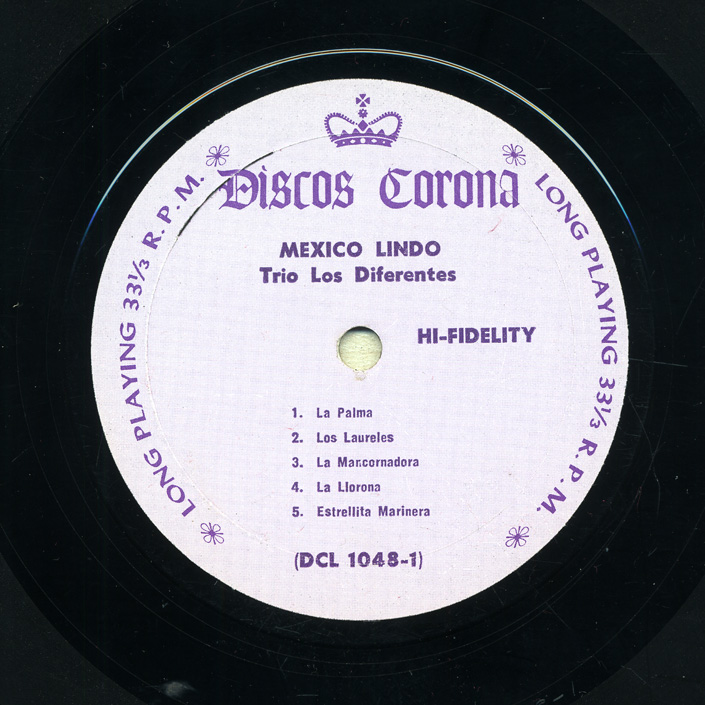 Discos Corona
LONG PLAYING 33⅓ R.P.M.
LONG PLAYING 33⅓ R.P.M.
MEXICO LINDO
Trio Los Diferentes
HI-FIDELITY
1. La Palma
2. Los Laureles
3. La Mancornadora
4. La Llorona
5. Estrellita Marinera
(DCL 1048-1)